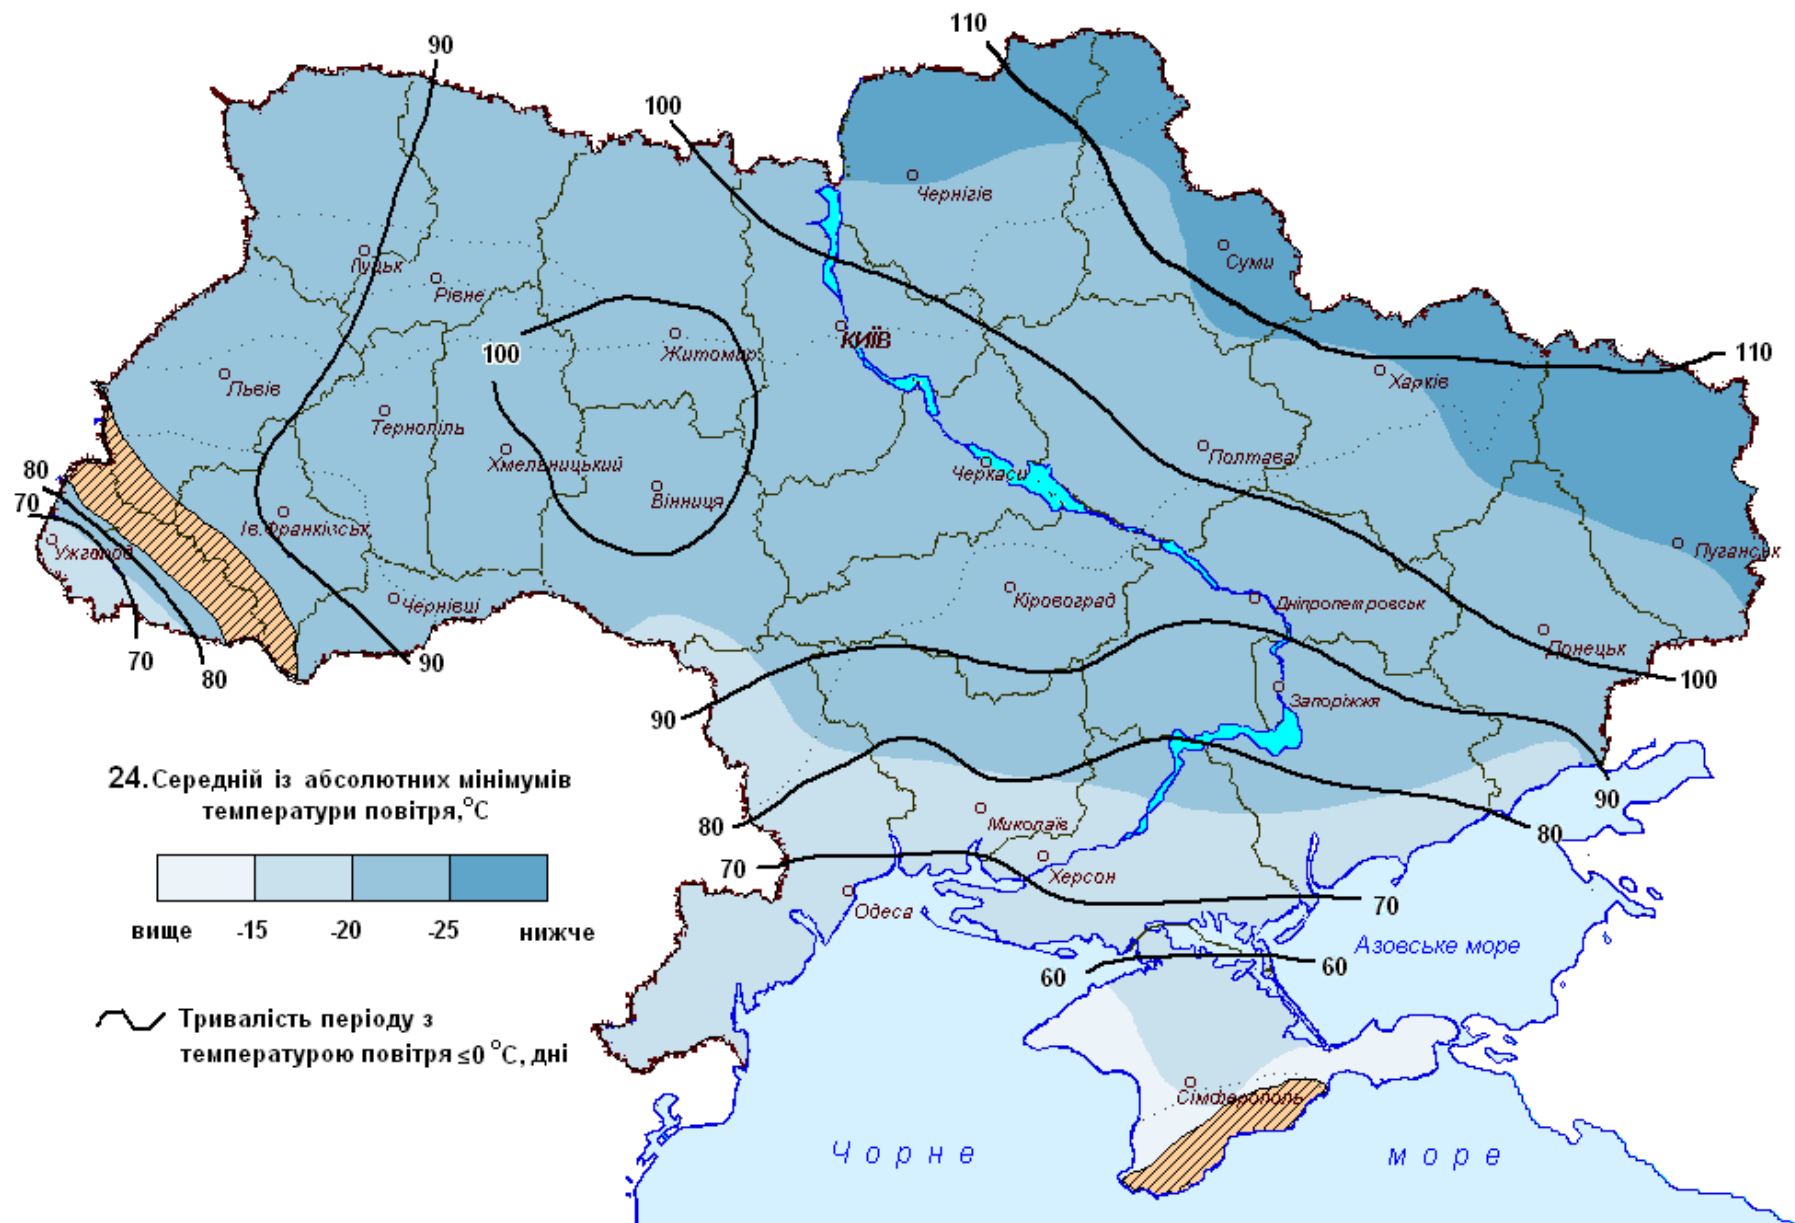 110
90
100
Чернігів
Суми
Луцьк
Рівне
КИЇВ
100
Житомир
110
Львів
Харків
Тернопіль
Хмельницький
Полтава
Черкаси
80
70
Вінниця
Ів.Франківськ
Ужгород
Луганськ
Чернівці
Кіровоград
Дніпропетровськ
Донецьк
70
90
80
100
Запоріжжя
90
24.Середній із абсолютних мінімумів
температури повітря,°С
90
80
Миколаїв
80
70
Херсон
Одеса
70
вище -15 -20 -25 нижче
Азовське море
60
60
Тривалість періоду з
температурою повітря ≤0 °С, дні
Сімферополь
Чорне море